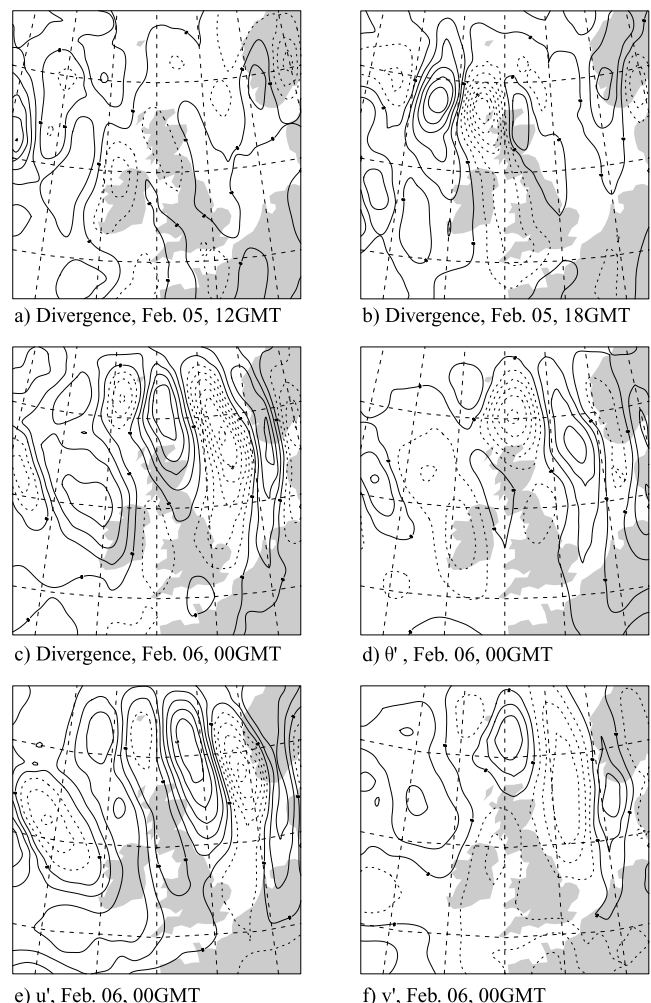 a) Divergence, Feb. 05, 12GMT
b) Divergence, Feb. 05, 18GMT
c) Divergence, Feb. 06, 00GMT
d) θ' , Feb. 06, 00GMT
e) u', Feb. 06, 00GMT
f) v', Feb. 06, 00GMT